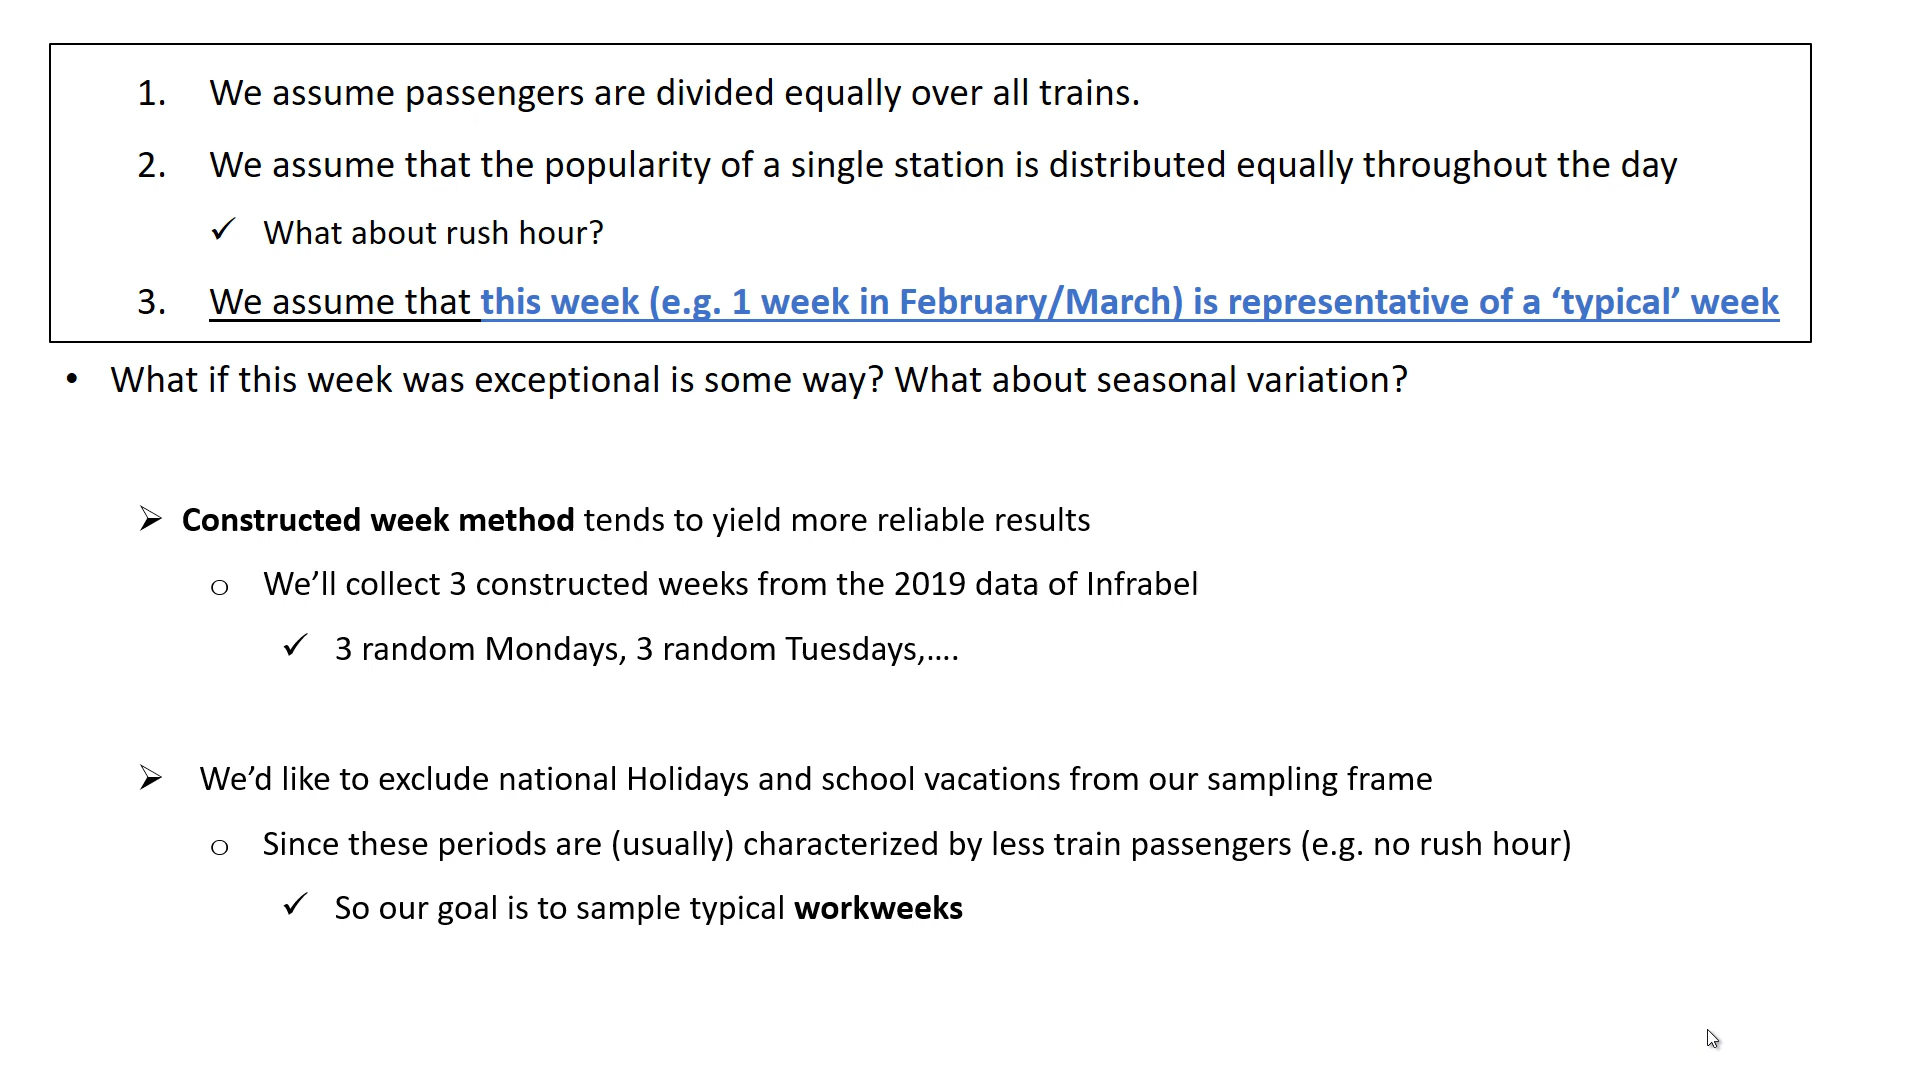 1. We assume passengers are divided equally over all trains.
2. We assume that the popularity of a single station is distributed equally throughout the day
✓ What about rush hour?
3. We assume that this week (e.g. 1 week in February/March) is representative of a ‘typical’ week
• What if this week was exceptional is some way? What about seasonal variation?
➢ Constructed week method tends to yield more reliable results
o We’ll collect 3 constructed weeks from the 2019 data of Infrabel
✓ 3 random Mondays, 3 random Tuesdays,….
➢ We’d like to exclude national Holidays and school vacations from our sampling frame
o Since these periods are (usually) characterized by less train passengers (e.g. no rush hour)
✓ So our goal is to sample typical workweeks